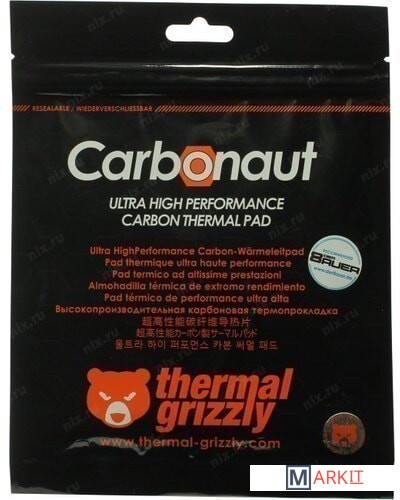 RESEALABLE / WIEDERVERSCHLIESSBAR
Carbonaut
ULTRA HIGH PERFORMANCE
CARBON THERMAL PAD
RECOMMENDED
BAUER
Ultra HighPerformance Carbon-Wärmeleitpad
Pad thermique ultra haute performance
Pad termico ad altissime prestazioni
Almohadilla térmica de extremo rendimiento
Pad térmico de performance ultra alta
Высокопроизводительная карбоновая термопрокладка
超高性能碳纤维导热片
超高性能カーボン製サーマルパッド
울트라 하이 퍼포먼스 카본 써멀 패드
thermal
grizzly
www.thermal-grizzly.com
MARKIT
nix.ru